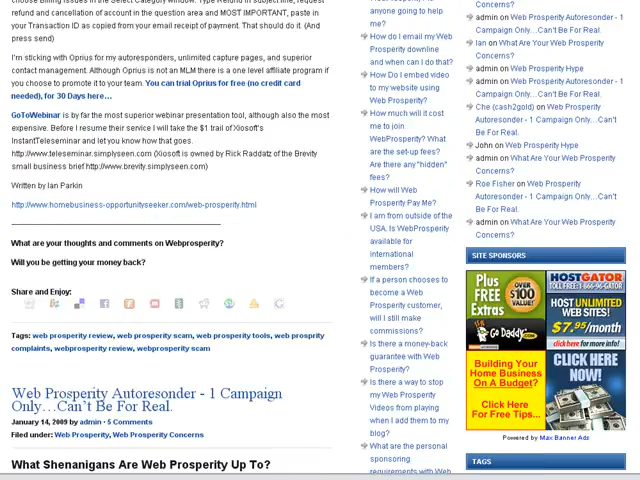 choose Billing Issues in the Select Category window. Type Refund in subject line, request
refund and cancellation of account in the question area and MOST IMPORTANT, paste in
your Transaction ID as copied from your email receipt of payment. That should do it. (And
press send)
I'm sticking with Oprius for my autoresponders, unlimited capture pages, and superior
contact management. Although Oprius is not an MLM there is a one level affiliate program if
you choose to promote it to your team. You can trial Oprius for free (no credit card
needed), for 30 Days here…
GoToWebinar is by far the most superior webinar presentation tool, although also the most
expensive. Before I resume their service I will take the $1 trail of Xiosoft's
InstantTeleseminar and let you know how that goes.
http://www.teleseminar.simplyseen.com (Xiosoft is owned by Rick Raddatz of the Brevity
small business brief http://www.brevity.simplyseen.com)
Written by Ian Parkin
http://www.homebusiness-opportunityseeker.com/web-prosperity.html
What are your thoughts and comments on Webprosperity?
Will you be getting your money back?
Share and Enjoy:
Tags: web prosperity review, web prosperity scam, web prosperity tools, web prosprity
complaints, webprosperity review, webprosperity scam
Web Prosperity Autoresonder - 1 Campaign
Only…Can't Be For Real.
January 14, 2009 by admin · 5 Comments
Filed under: Web Prosperity, Web Prosperity Concerns
What Shenanigans Are Web Prosperity Up To?
anyone going to help
me?
How do I email my Web
Prosperity downline
and when can I do that?
How Do I embed video
to my website using
Web Prosperity?
How much will it cost
me to join
WebProsperity? What
are the set-up fees?
Are there any "hidden"
fees?
How will Web
Prosperity Pay Me?
I am from outside of the
USA. Is WebProsperity
available for
international
members?
If a person chooses to
become a Web
Prosperity customer,
will I still make
commissions?
Is there a money-back
guarantee with Web
Prosperity?
Is there a way to stop
my Web Prosperity
Videos from playing
when I add them to my
blog?
What are the personal
sponsoring
requirements with Web
Concerns?
admin on Web Prosperity Autoresonder - 1
Campaign Only…Can't Be For Real.
Ian on What Are Your Web Prosperity
Concerns?
admin on Web Prosperity Hype
admin on Web Prosperity Autoresonder - 1
Campaign Only…Can't Be For Real.
Che (cash2gold) on Web Prosperity
Autoresonder - 1 Campaign Only…Can't
Be For Real.
John on Web Prosperity Hype
admin on What Are Your Web Prosperity
Concerns?
Roe Fisher on Web Prosperity
Autoresonder - 1 Campaign Only…Can't
Be For Real.
admin on What Are Your Web Prosperity
Concerns?
SITE SPONSORS
Plus
FREE
Extras
OVER
$100
VALUE!
Go Daddy.com
HOSTGATOR
TOLL FREE: 1-866-96-GATOR
HOST UNLIMITED
WEB SITES!
$7.95/month
click here for more info!
Building Your
Home Business
On A Budget?
Click Here
For Free Tips...
CLICK HERE
NOW!
Powered by Max Banner Ads
TAGS